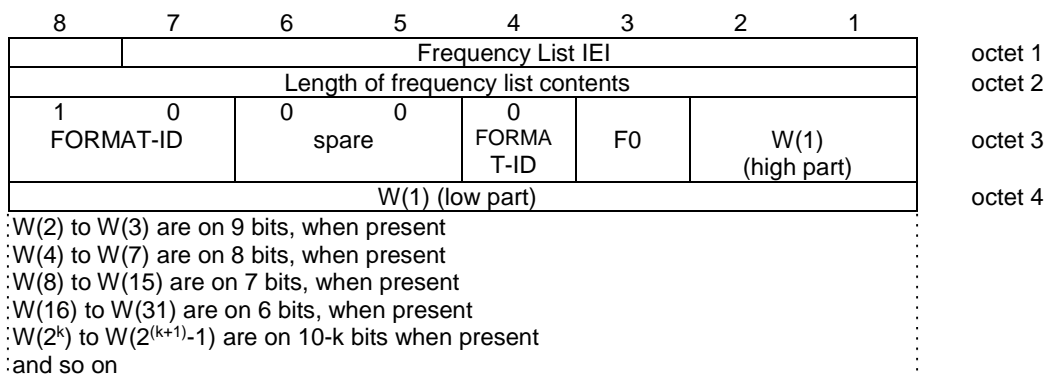 8 7 6 5 4 3 2 1
Frequency List IEI octet 1
Length of frequency list contents octet 2
1 0 0 0 0
FORMAT-ID spare FORMA T-ID F0 W(1) (high part) octet 3
W(1) (low part) octet 4
W(2) to W(3) are on 9 bits, when present
W(4) to W(7) are on 8 bits, when present
W(8) to W(15) are on 7 bits, when present
W(16) to W(31) are on 6 bits, when present
W(2^k) to W(2^(k+1)-1) are on 10-k bits when present
and so on